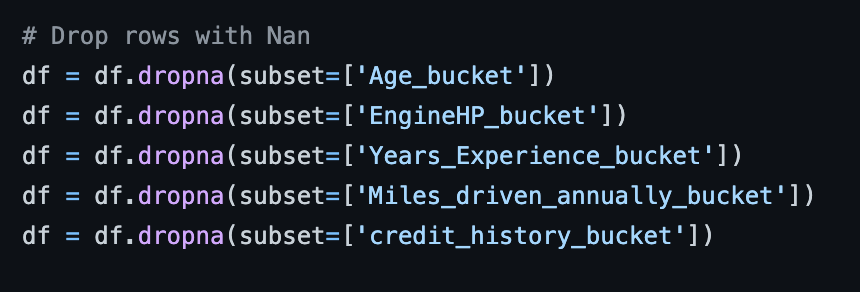 # Drop rows with Nan
df = df.dropna(subset=['Age_bucket'])
df = df.dropna(subset=['EngineHP_bucket'])
df = df.dropna(subset=['Years_Experience_bucket'])
df = df.dropna(subset=['Miles_driven_annually_bucket'])
df = df.dropna(subset=['credit_history_bucket'])